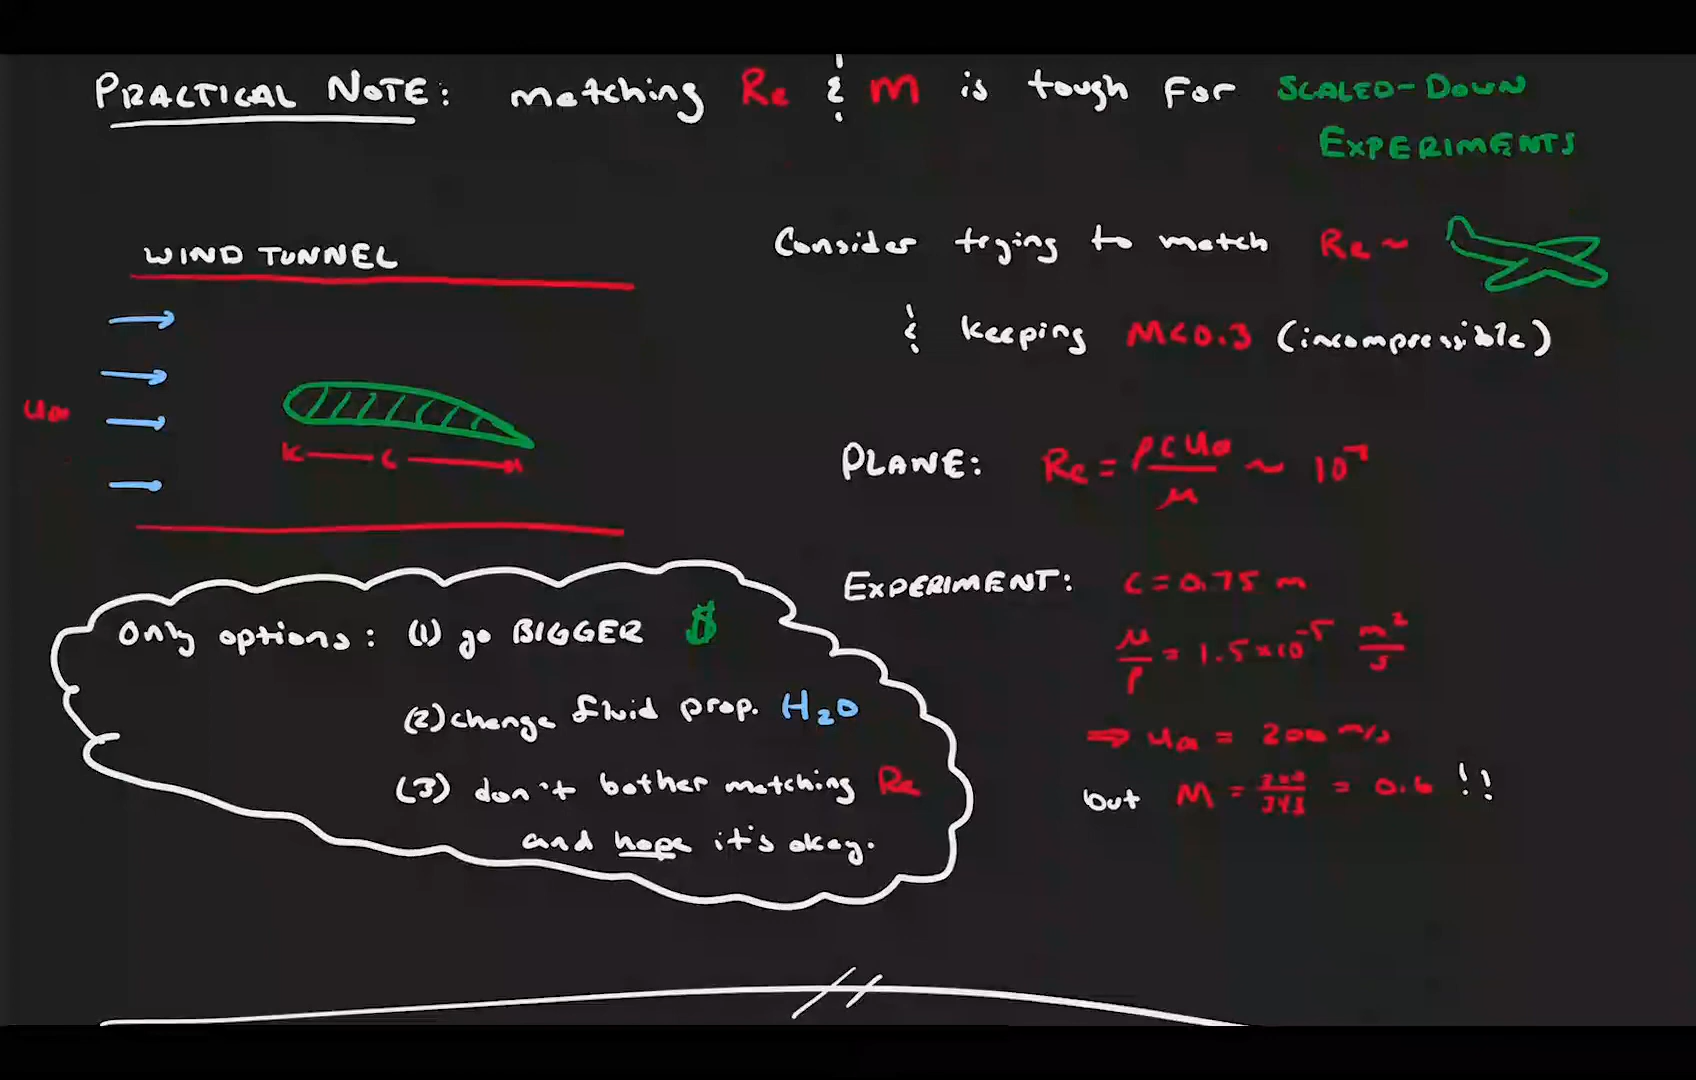 PRACTICAL NOTE: matching Re & M is tough for SCALED-DOWN
EXPERIMENTS
WIND TUNNEL
U∞
c
Consider trying to match Re ~
& keeping M<0.3 (incompressible)
PLANE: Re = ρcU∞/μ ~ 10⁷
EXPERIMENT: c = 0.75 m
μ/ρ = 1.5×10⁻⁵ m²/s
⇒ U∞ = 200 m/s
but M = 200/343 = 0.6 !!
Only options: (1) go BIGGER $
(2) change fluid prop. H₂O
(3) don't bother matching Re
and hope it's okay.